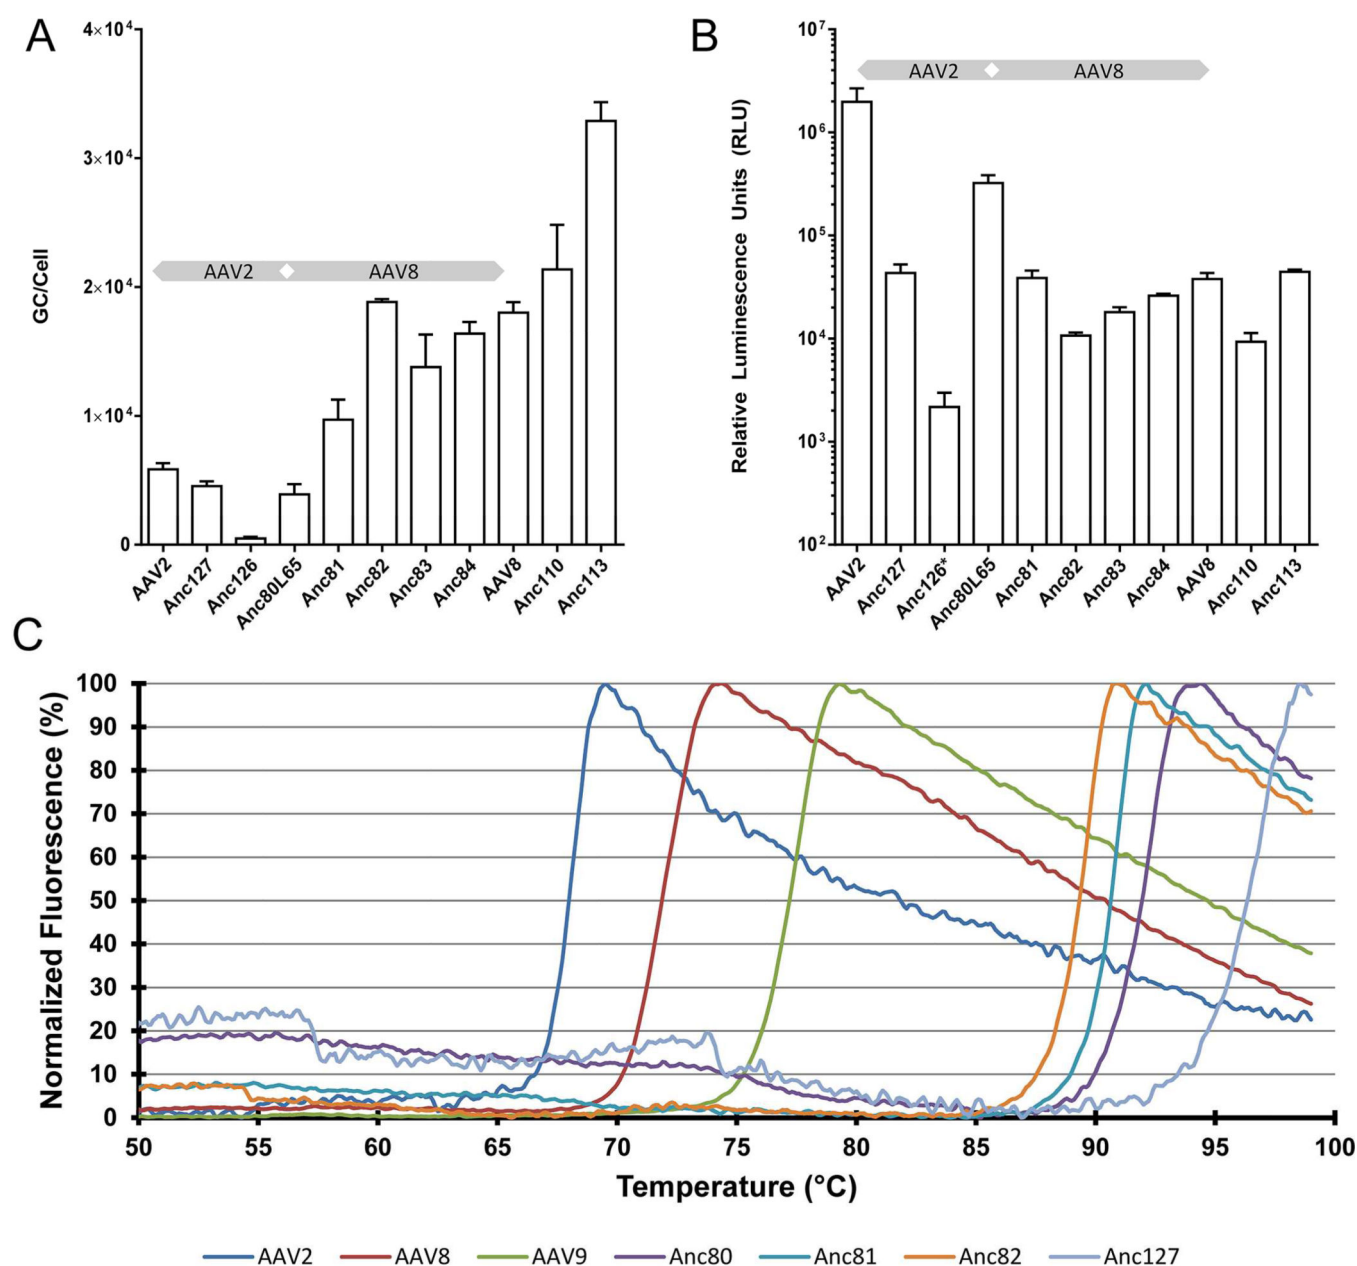 A
4×10⁴
3×10⁴
2×10⁴
1×10⁴
0
GC/Cell
AAV2 AAV8
AAV2 Anc127 Anc126 Anc80L65 Anc81 Anc82 Anc83 Anc84 AAV8 Anc110 Anc113
B
10⁷
10⁶
10⁵
10⁴
10³
10²
Relative Luminescence Units (RLU)
AAV2 AAV8
AAV2 Anc127 Anc126* Anc80L65 Anc81 Anc82 Anc83 Anc84 AAV8 Anc110 Anc113
C
100
90
80
70
60
50
40
30
20
10
0
Normalized Fluorescence (%)
50 55 60 65 70 75 80 85 90 95 100
Temperature (°C)
AAV2 AAV8 AAV9 Anc80 Anc81 Anc82 Anc127